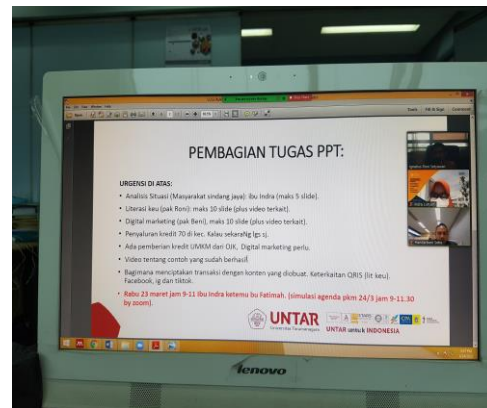 PEMBAGIAN TUGAS PPT:
URGENSI DI ATAS:
• Analisis Situasi (Masyarakat sindang jaya): ibu Indra (maks 5 slide).
• Literasi keu (pak Roni): maks 10 slide (plus video terkait).
• Digital marketing (pak Beni), maks 10 slide (plus video terkait).
• Penyaluran kredit 70 di kec. Kalau sekaraNg lgs sj.
• Ada pemberian kredit UMKM dari OJK, Digital marketing perlu.
• Video tentang contoh yang sudah berhasil
• Bagimana menciptakan transaksi dengan konten yang diobuat. Keterkaitan QRIS (lit keu).
Facebook, ig dan tiktok.
• Rabu 23 maret jam 9-11 ibu Indra ketemu bu Fatimah. (simulasi agenda pkm 24/3 jam 9-11.30
by zoom).
UNTAR
Universitas Tarumanagara
UNTAR untuk INDONESIA
lenovo